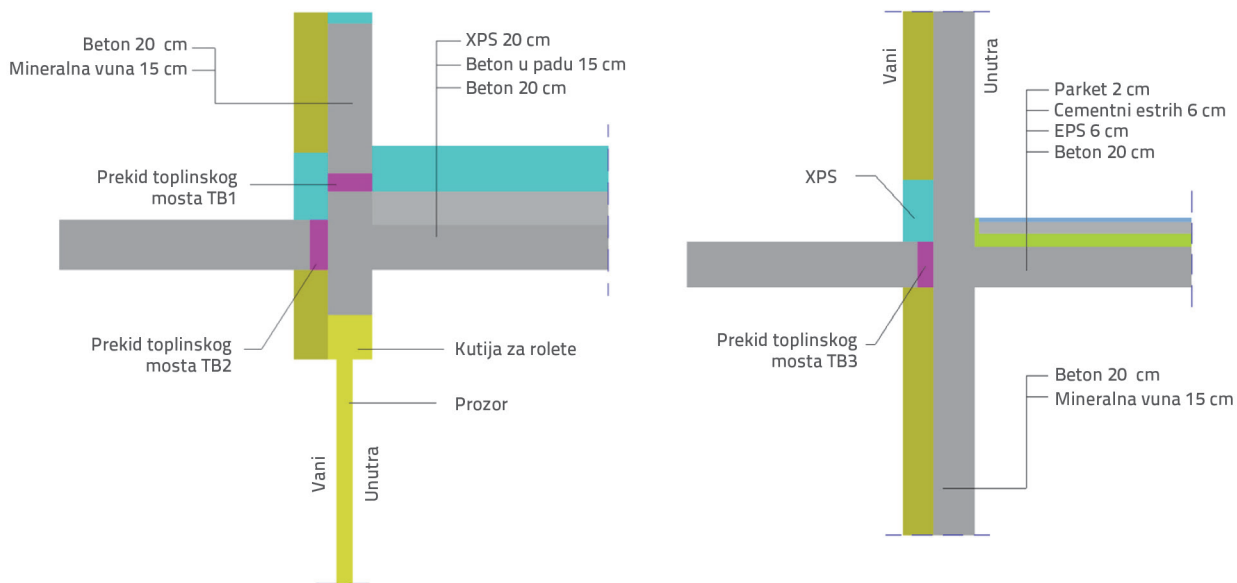 Beton 20 cm
Mineralna vuna 15 cm
XPS 20 cm
Beton u padu 15 cm
Beton 20 cm
Prekid toplinskog
mosta TB1
Prekid toplinskog
mosta TB2
Kutija za rolete
Prozor
Vani
Unutra
Vani
Unutra
Parket 2 cm
Cementni estrih 6 cm
EPS 6 cm
Beton 20 cm
XPS
Prekid toplinskog
mosta TB3
Beton 20 cm
Mineralna vuna 15 cm